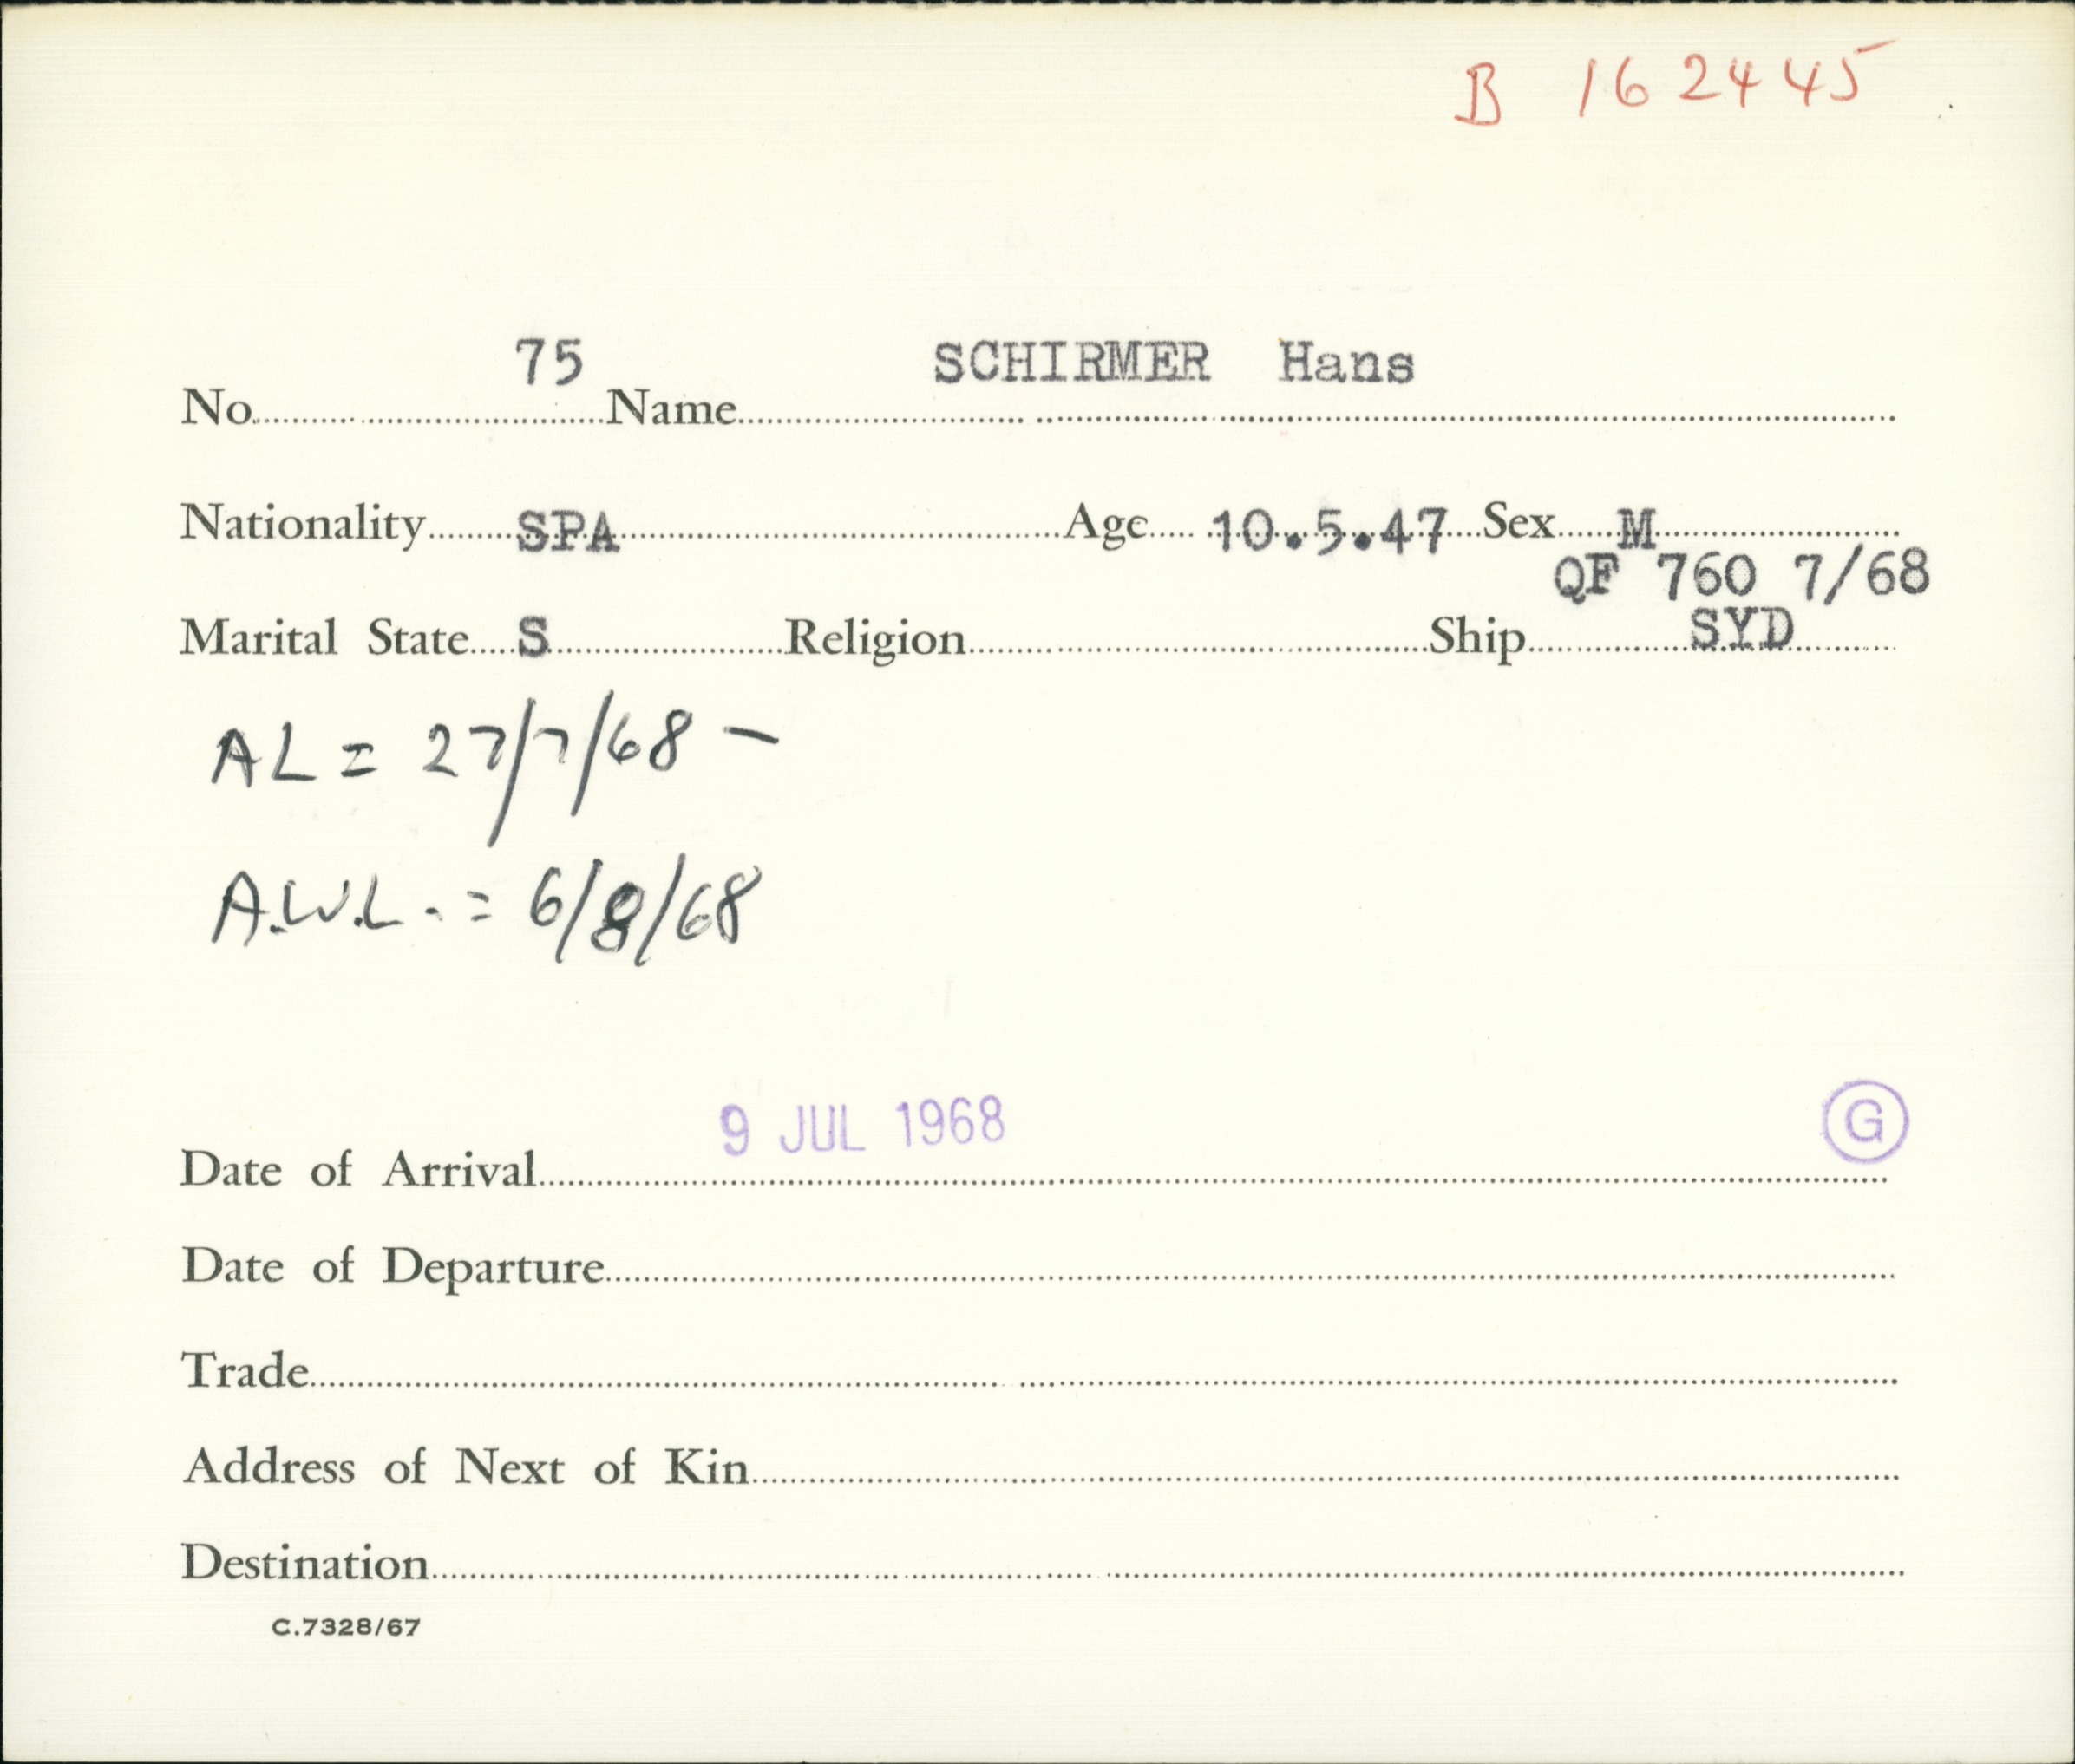 B 162445
75 SCHIRMER Hans
No. Name
Nationality SPA Age 10.5.47 Sex M
QF 760 7/68
Marital State S Religion Ship SYD
AL = 27/7/68 -
A.W.L. = 6/8/68
9 JUL 1968 G
Date of Arrival
Date of Departure
Trade
Address of Next of Kin
Destination
C.7328/67